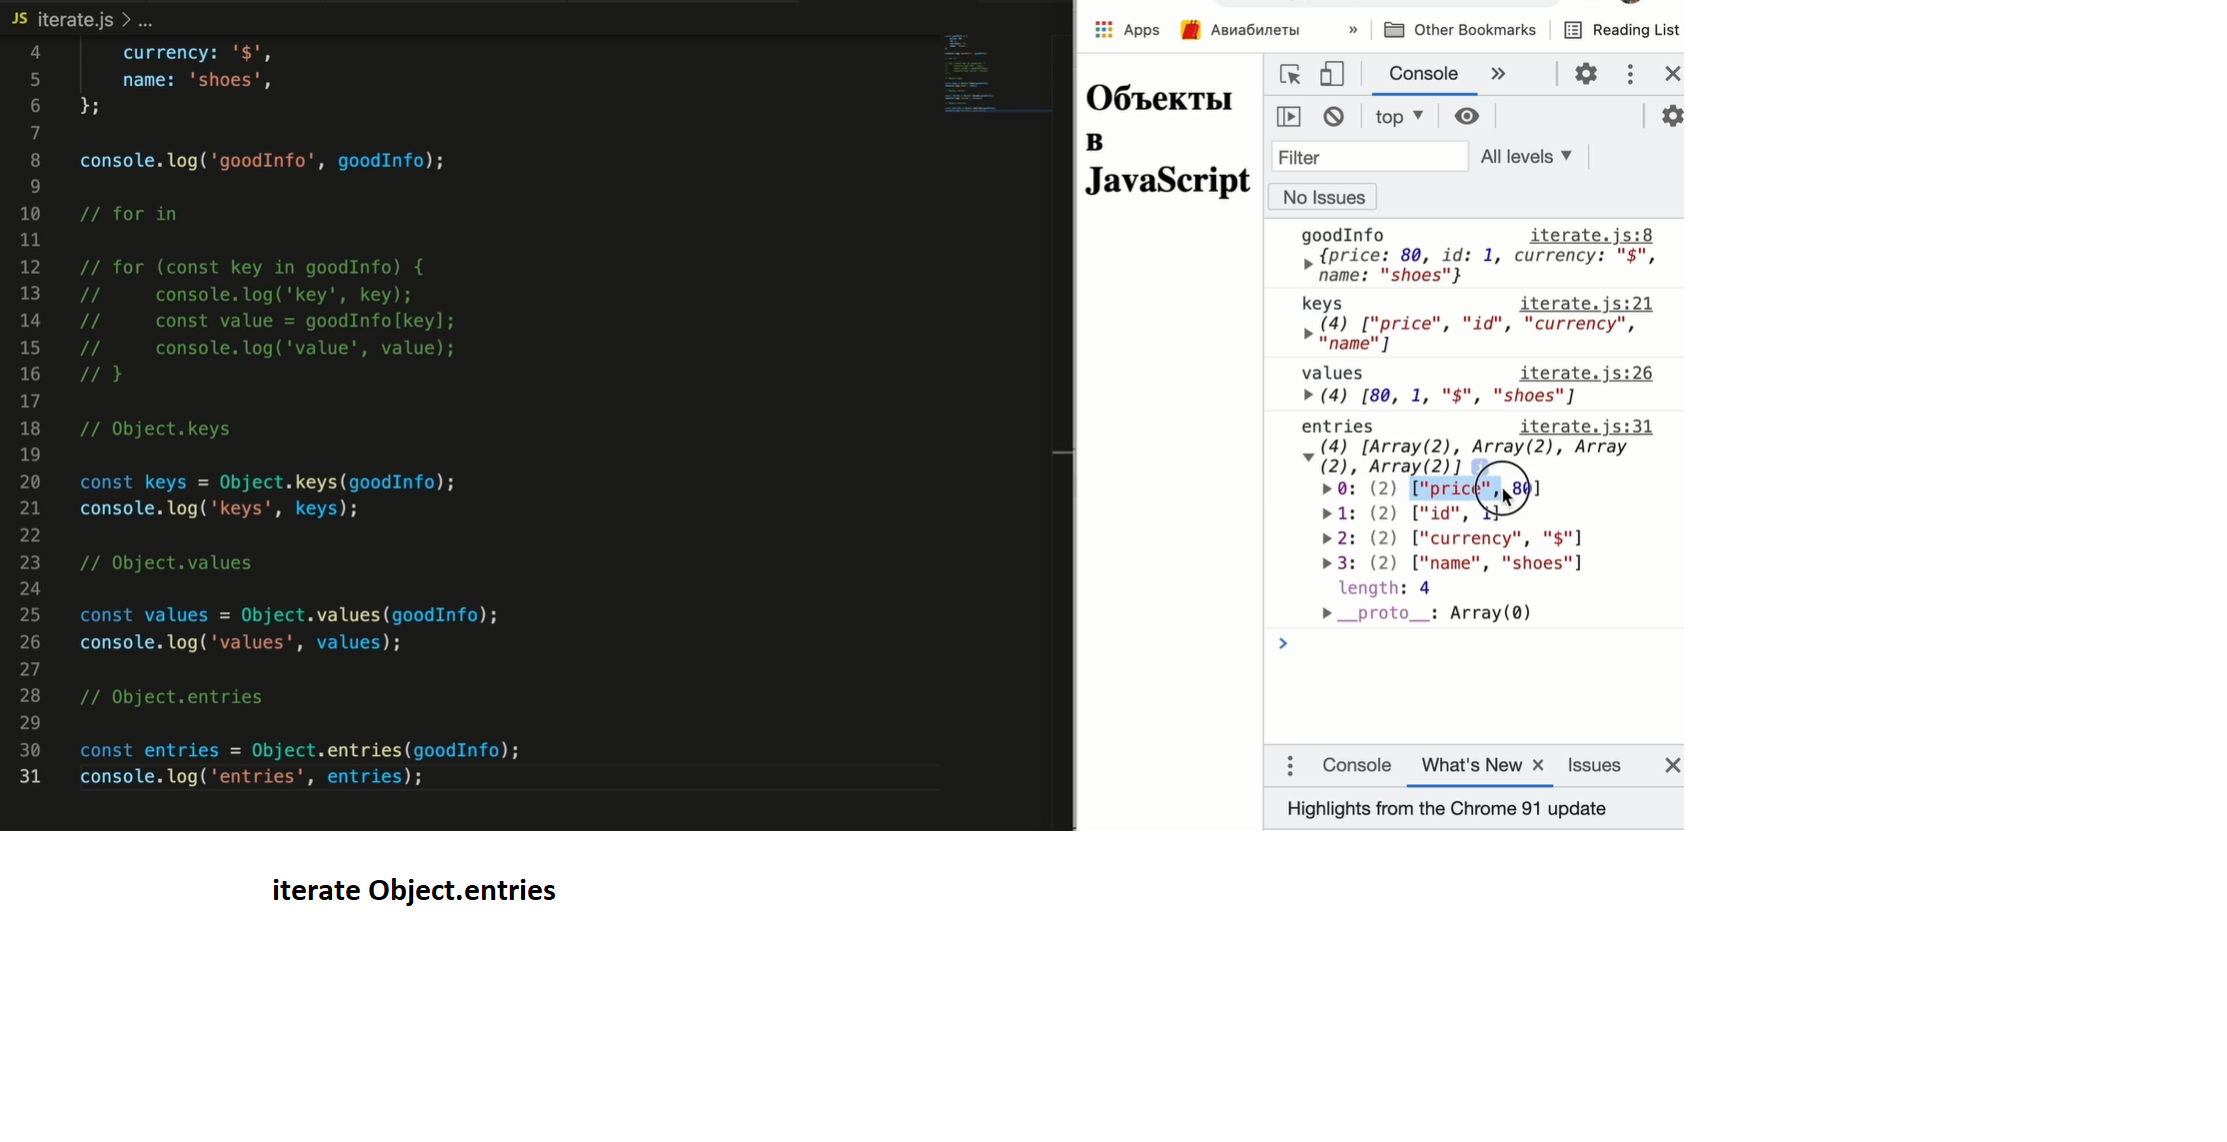 JS iterate.js > ...
4 currency: '$',
5 name: 'shoes',
6 };
7
8 console.log('goodInfo', goodInfo);
9
10 // for in
11
12 // for (const key in goodInfo) {
13 // console.log('key', key);
14 // const value = goodInfo[key];
15 // console.log('value', value);
16 // }
17
18 // Object.keys
19
20 const keys = Object.keys(goodInfo);
21 console.log('keys', keys);
22
23 // Object.values
24
25 const values = Object.values(goodInfo);
26 console.log('values', values);
27
28 // Object.entries
29
30 const entries = Object.entries(goodInfo);
31 console.log('entries', entries);
Apps Авиабилеты » Other Bookmarks Reading List
Объекты
в
JavaScript
Console »
top
Filter All levels
No Issues
goodInfo iterate.js:8
{price: 80, id: 1, currency: "$",
name: "shoes"}
keys iterate.js:21
(4) ["price", "id", "currency",
"name"]
values iterate.js:26
(4) [80, 1, "$", "shoes"]
entries iterate.js:31
(4) [Array(2), Array(2), Array
(2), Array(2)]
0: (2) ["price", 80]
1: (2) ["id", 1]
2: (2) ["currency", "$"]
3: (2) ["name", "shoes"]
length: 4
__proto__: Array(0)
>
Console What's New × Issues
Highlights from the Chrome 91 update
iterate Object.entries